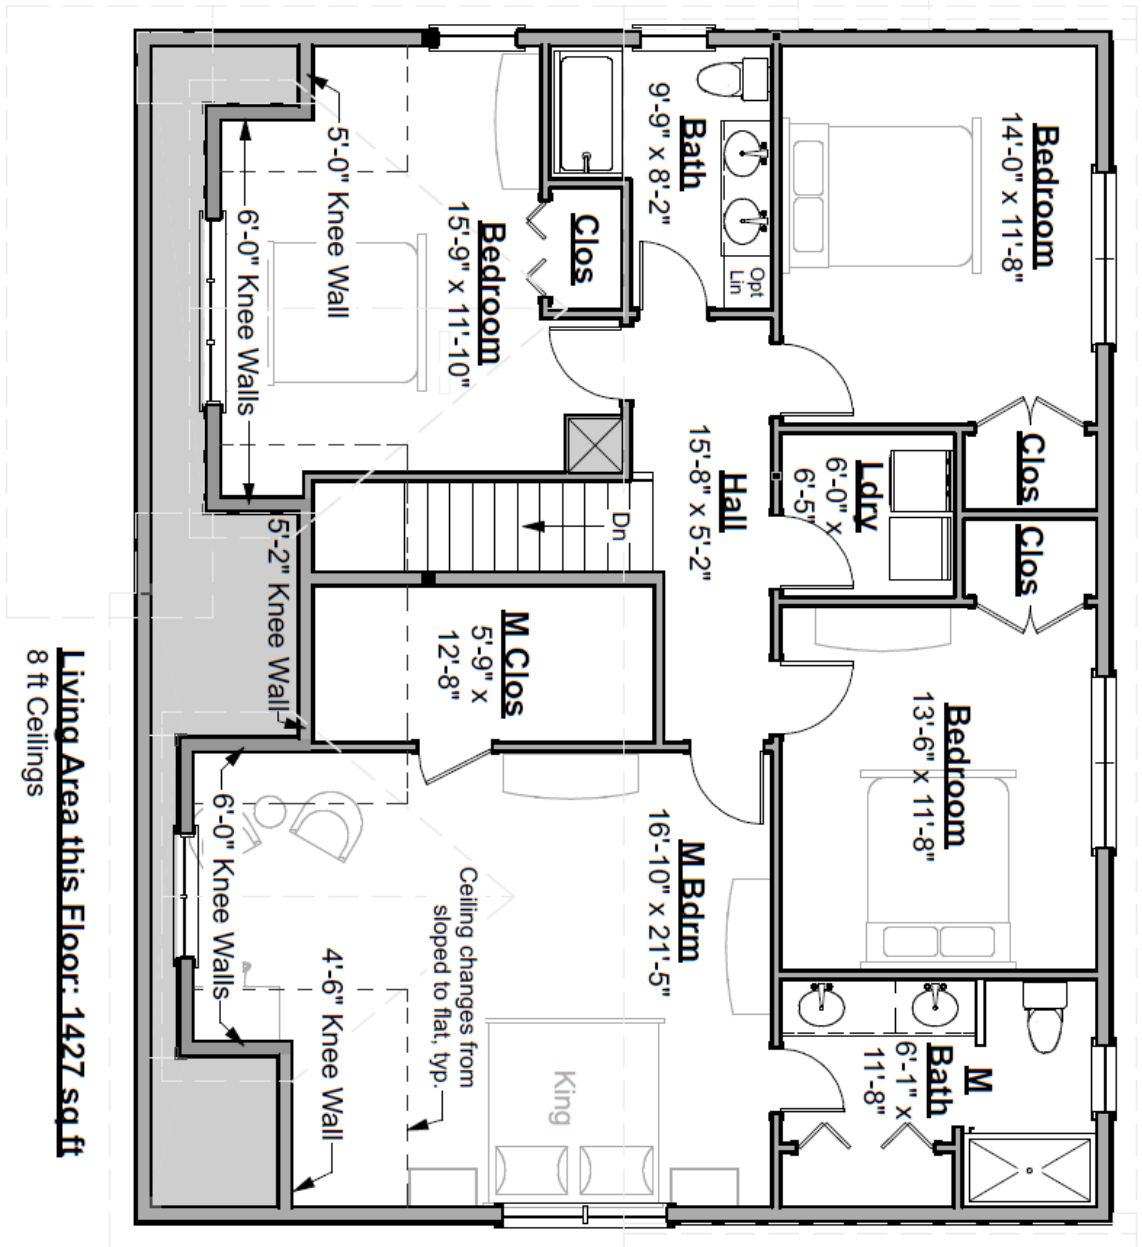 Bedroom
14'-0" x 11'-8"
Bath
9'-9" x 8'-2"
Opt
Lin
Clos
Bedroom
15'-9" x 11'-10"
5'-0" Knee Wall
6'-0" Knee Walls
Clos
Clos
Ldry
6'-0" x
6'-5"
Hall
15'-8" x 5'-2"
Dn
5'-2" Knee Wall
M Clos
5'-9" x
12'-8"
Bedroom
13'-6" x 11'-8"
M Bdrm
16'-10" x 21'-5"
Ceiling changes from
sloped to flat, typ.
6'-0" Knee Walls
4'-6" Knee Wall
King
M
Bath
6'-1" x
11'-8"
Living Area this Floor: 1427 sq ft
8 ft Ceilings